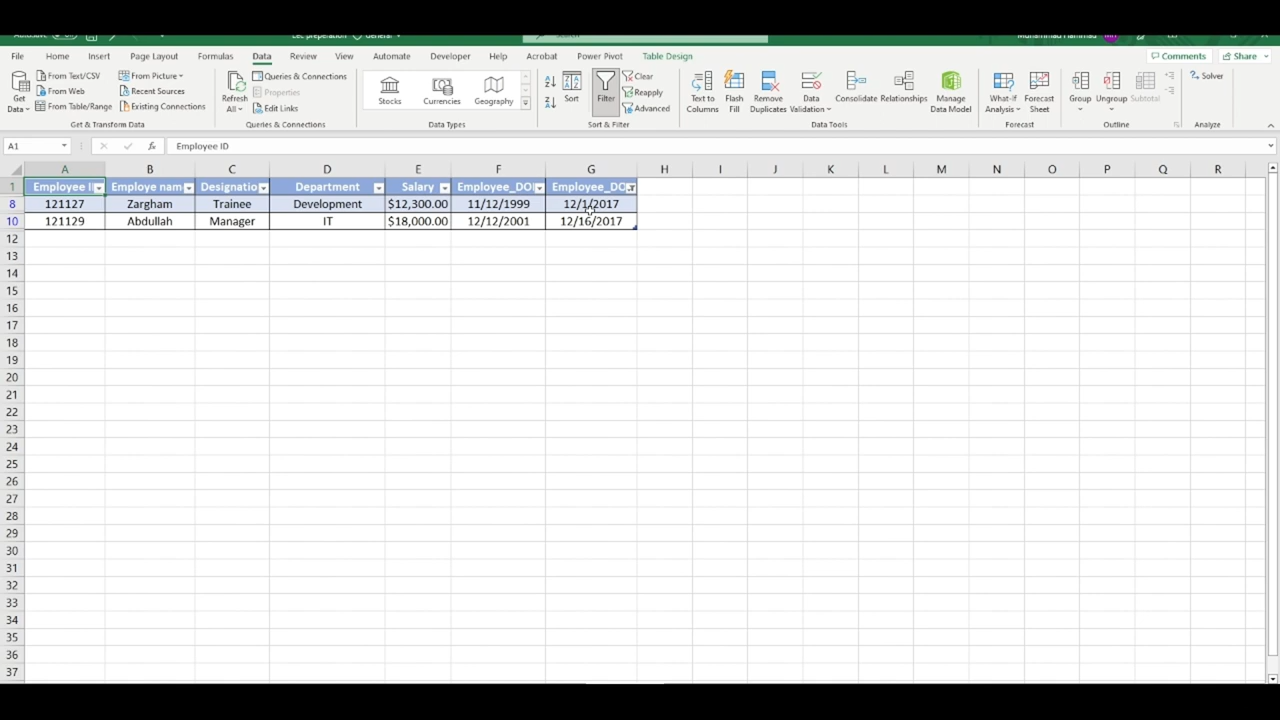 Lec preperation General
Muhammad Hammad MH
File Home Insert Page Layout Formulas Data Review View Automate Developer Help Acrobat Power Pivot Table Design Comments Share
Get Data
From Text/CSV
From Web
From Table/Range
From Picture
Recent Sources
Existing Connections
Refresh All
Queries & Connections
Properties
Edit Links
Stocks Currencies Geography
Sort Filter
Clear
Reapply
Advanced
Text to Columns
Flash Fill
Remove Duplicates
Data Validation
Consolidate
Relationships
Manage Data Model
What-If Analysis
Forecast Sheet
Group
Ungroup
Subtotal
Solver
Get & Transform Data Queries & Connections Data Types Sort & Filter Data Tools Forecast Outline Analyze
A1 fx Employee ID
A B C D E F G H I J K L M N O P Q R
1 Employee I Employe nam Designatio Department Salary Employee_DO Employee_DO
8 121127 Zargham Trainee Development $12,300.00 11/12/1999 12/1/2017
10 121129 Abdullah Manager IT $18,000.00 12/12/2001 12/16/2017
12
13
14
15
16
17
18
19
20
21
22
23
24
25
26
27
28
29
30
31
32
33
34
35
36
37